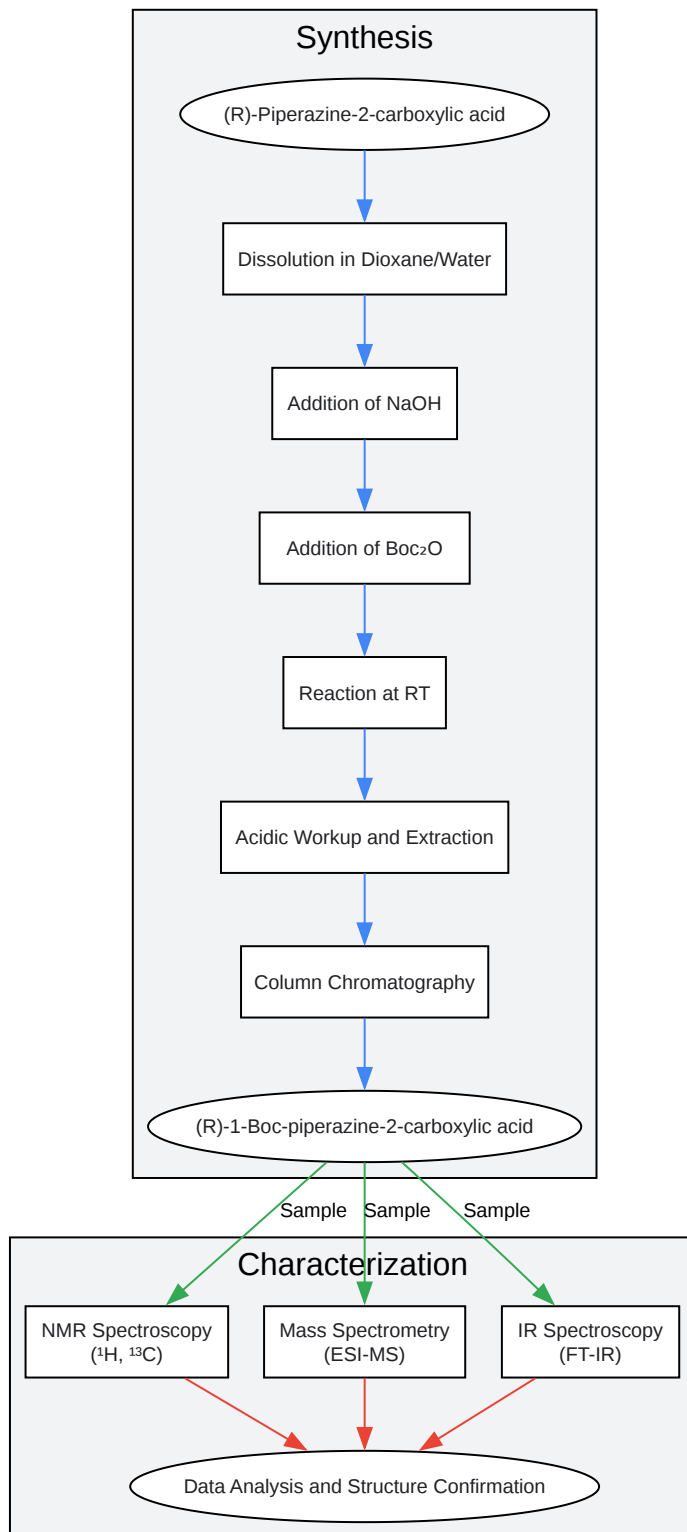 Synthesis
(R)-Piperazine-2-carboxylic acid
Dissolution in Dioxane/Water
Addition of NaOH
Addition of Boc₂O
Reaction at RT
Acidic Workup and Extraction
Column Chromatography
(R)-1-Boc-piperazine-2-carboxylic acid
Sample
Sample
Sample
Characterization
NMR Spectroscopy
(¹H, ¹³C)
Mass Spectrometry
(ESI-MS)
IR Spectroscopy
(FT-IR)
Data Analysis and Structure Confirmation